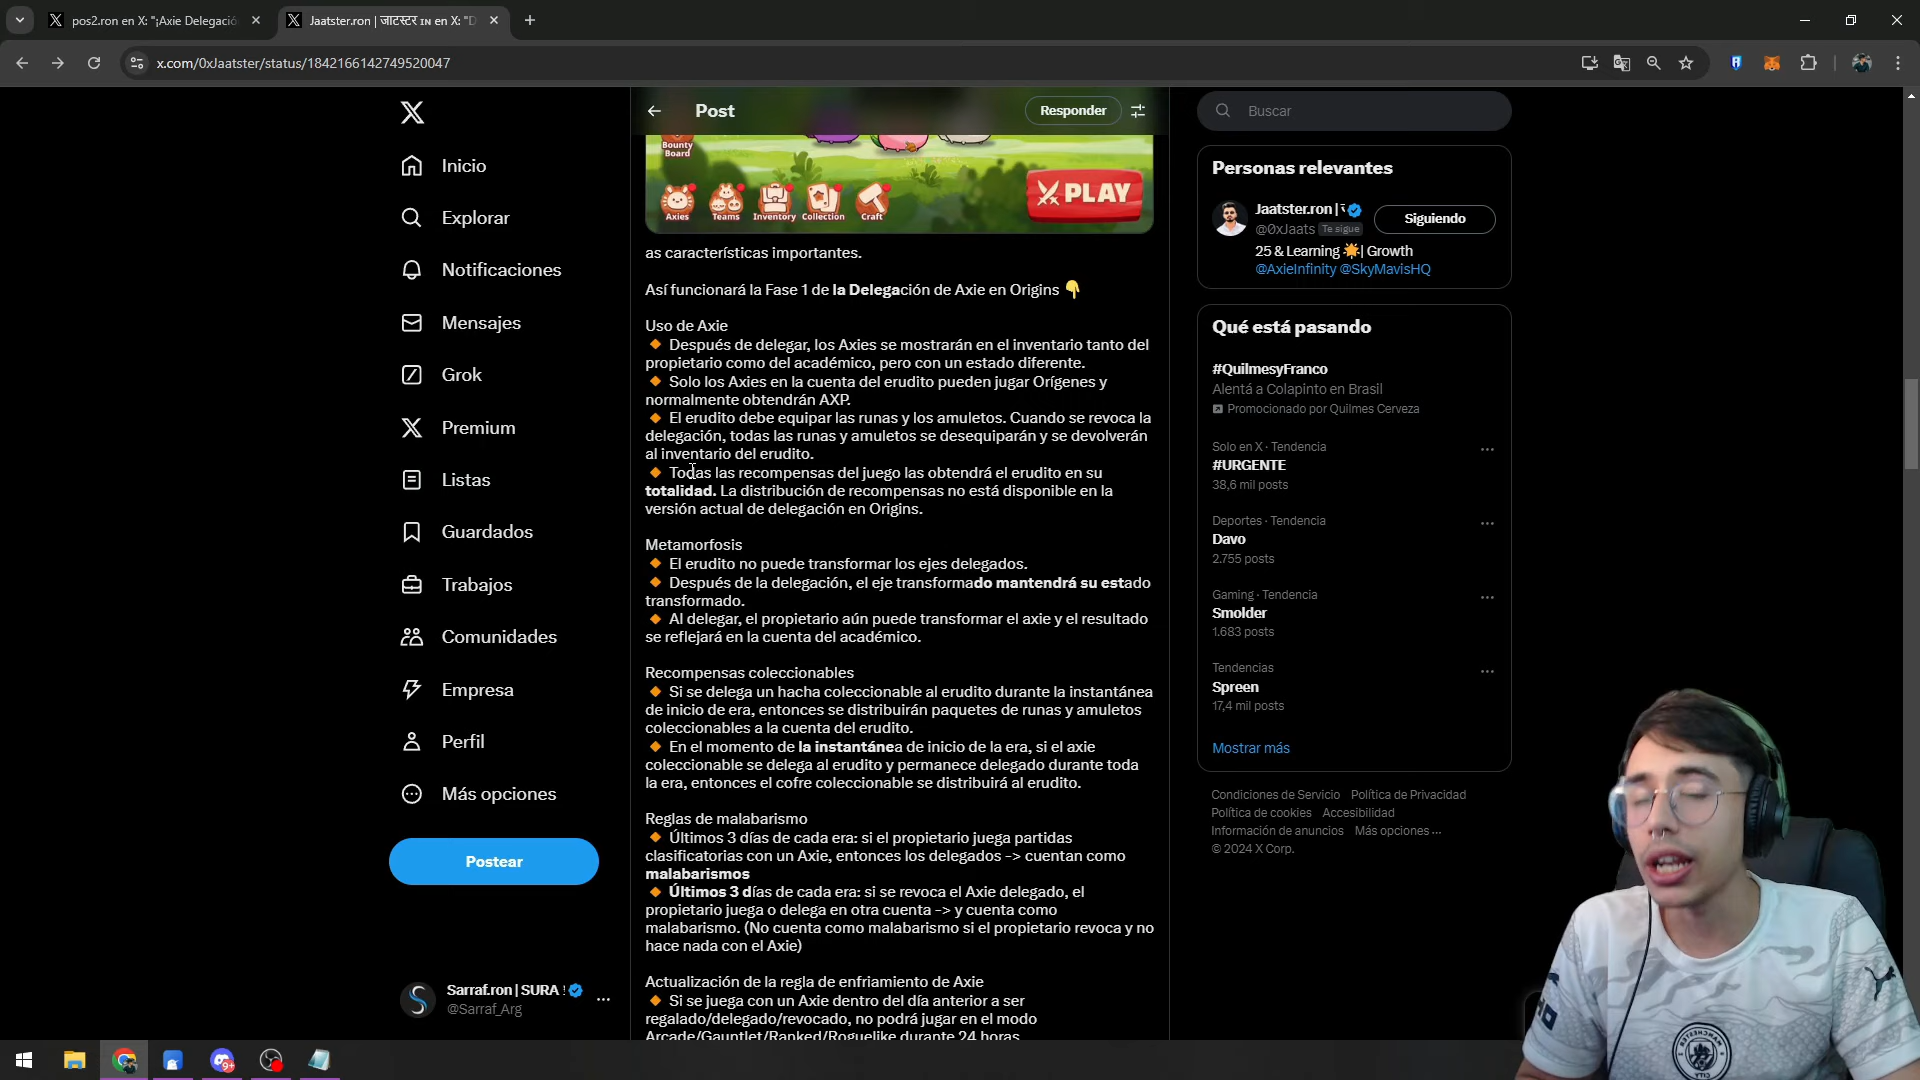 pos2.ron en X: "¡Axie Delegació
Jaatster.ron | जाटस्टर ɪɴ en X: "D
x.com/0xJaatster/status/1842166142749520047
Inicio
Explorar
Notificaciones
Mensajes
Grok
Premium
Listas
Guardados
Trabajos
Comunidades
Empresa
Perfil
Más opciones
Postear
Sarraf.ron | SURA !
@Sarraf_Arg
Post
Responder
Bounty
Board
Axies
Teams
Inventory
Collection
Craft
PLAY
as características importantes.
Así funcionará la Fase 1 de la Delegación de Axie en Origins 👇
Uso de Axie
🔸 Después de delegar, los Axies se mostrarán en el inventario tanto del
propietario como del académico, pero con un estado diferente.
🔸 Solo los Axies en la cuenta del erudito pueden jugar Orígenes y
normalmente obtendrán AXP.
🔸 El erudito debe equipar las runas y los amuletos. Cuando se revoca la
delegación, todas las runas y amuletos se desequiparán y se devolverán
al inventario del erudito.
🔸 Todas las recompensas del juego las obtendrá el erudito en su
totalidad. La distribución de recompensas no está disponible en la
versión actual de delegación en Origins.
Metamorfosis
🔸 El erudito no puede transformar los ejes delegados.
🔸 Después de la delegación, el eje transformado mantendrá su estado
transformado.
🔸 Al delegar, el propietario aún puede transformar el axie y el resultado
se reflejará en la cuenta del académico.
Recompensas coleccionables
🔸 Si se delega un hacha coleccionable al erudito durante la instantánea
de inicio de era, entonces se distribuirán paquetes de runas y amuletos
coleccionables a la cuenta del erudito.
🔸 En el momento de la instantánea de inicio de la era, si el axie
coleccionable se delega al erudito y permanece delegado durante toda
la era, entonces el cofre coleccionable se distribuirá al erudito.
Reglas de malabarismo
🔸 Últimos 3 días de cada era: si el propietario juega partidas
clasificatorias con un Axie, entonces los delegados -> cuentan como
malabarismos
🔸 Últimos 3 días de cada era: si se revoca el Axie delegado, el
propietario juega o delega en otra cuenta -> y cuenta como
malabarismo. (No cuenta como malabarismo si el propietario revoca y no
hace nada con el Axie)
Actualización de la regla de enfriamiento de Axie
🔸 Si se juega con un Axie dentro del día anterior a ser
regalado/delegado/revocado, no podrá jugar en el modo
Arcade/Gauntlet/Ranked/Roguelike durante 24 horas
Buscar
Personas relevantes
Jaatster.ron |
@0xJaats Te sigue
Siguiendo
25 & Learning 🌟| Growth
@AxieInfinity @SkyMavisHQ
Qué está pasando
#QuilmesyFranco
Alentá a Colapinto en Brasil
Promocionado por Quilmes Cerveza
Solo en X · Tendencia
#URGENTE
38,6 mil posts
Deportes · Tendencia
Davo
2.755 posts
Gaming · Tendencia
Smolder
1.683 posts
Tendencias
Spreen
17,4 mil posts
Mostrar más
Condiciones de Servicio Política de Privacidad
Política de cookies Accesibilidad
Información de anuncios Más opciones ···
© 2024 X Corp.
9+
MANCHESTER
CITY